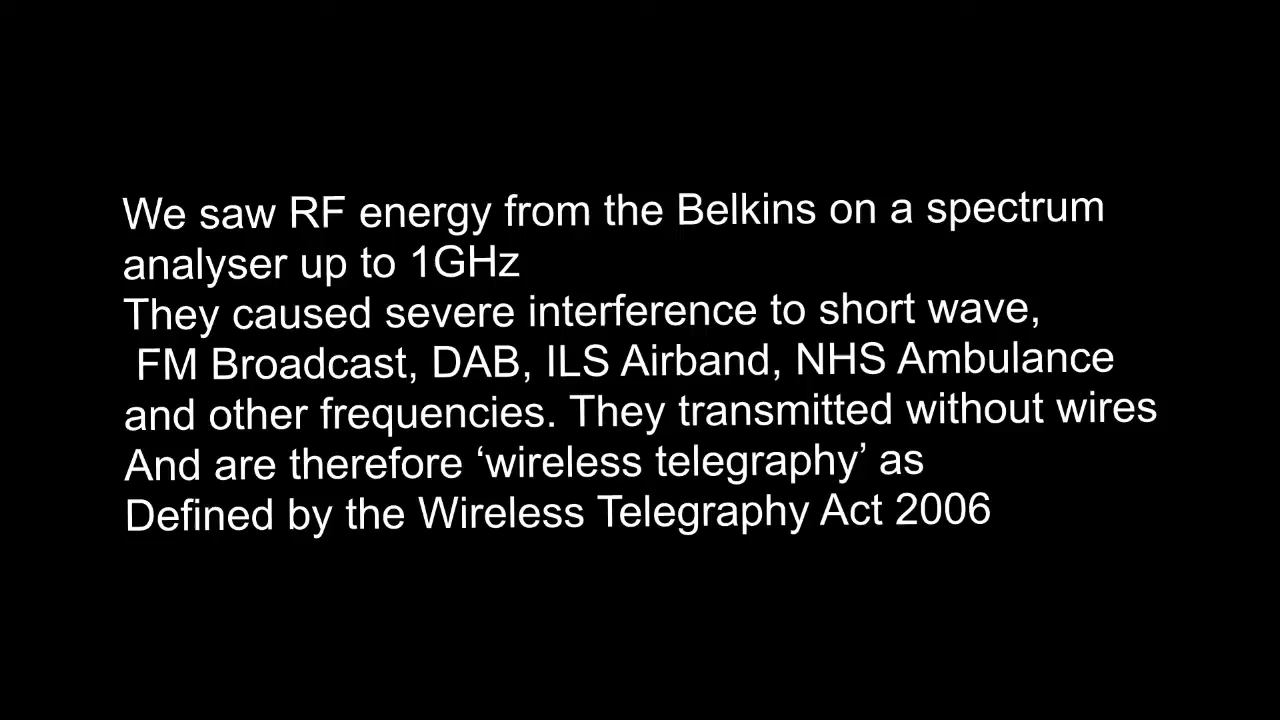 We saw RF energy from the Belkins on a spectrum
analyser up to 1GHz
They caused severe interference to short wave,
FM Broadcast, DAB, ILS Airband, NHS Ambulance
and other frequencies. They transmitted without wires
And are therefore ‘wireless telegraphy’ as
Defined by the Wireless Telegraphy Act 2006